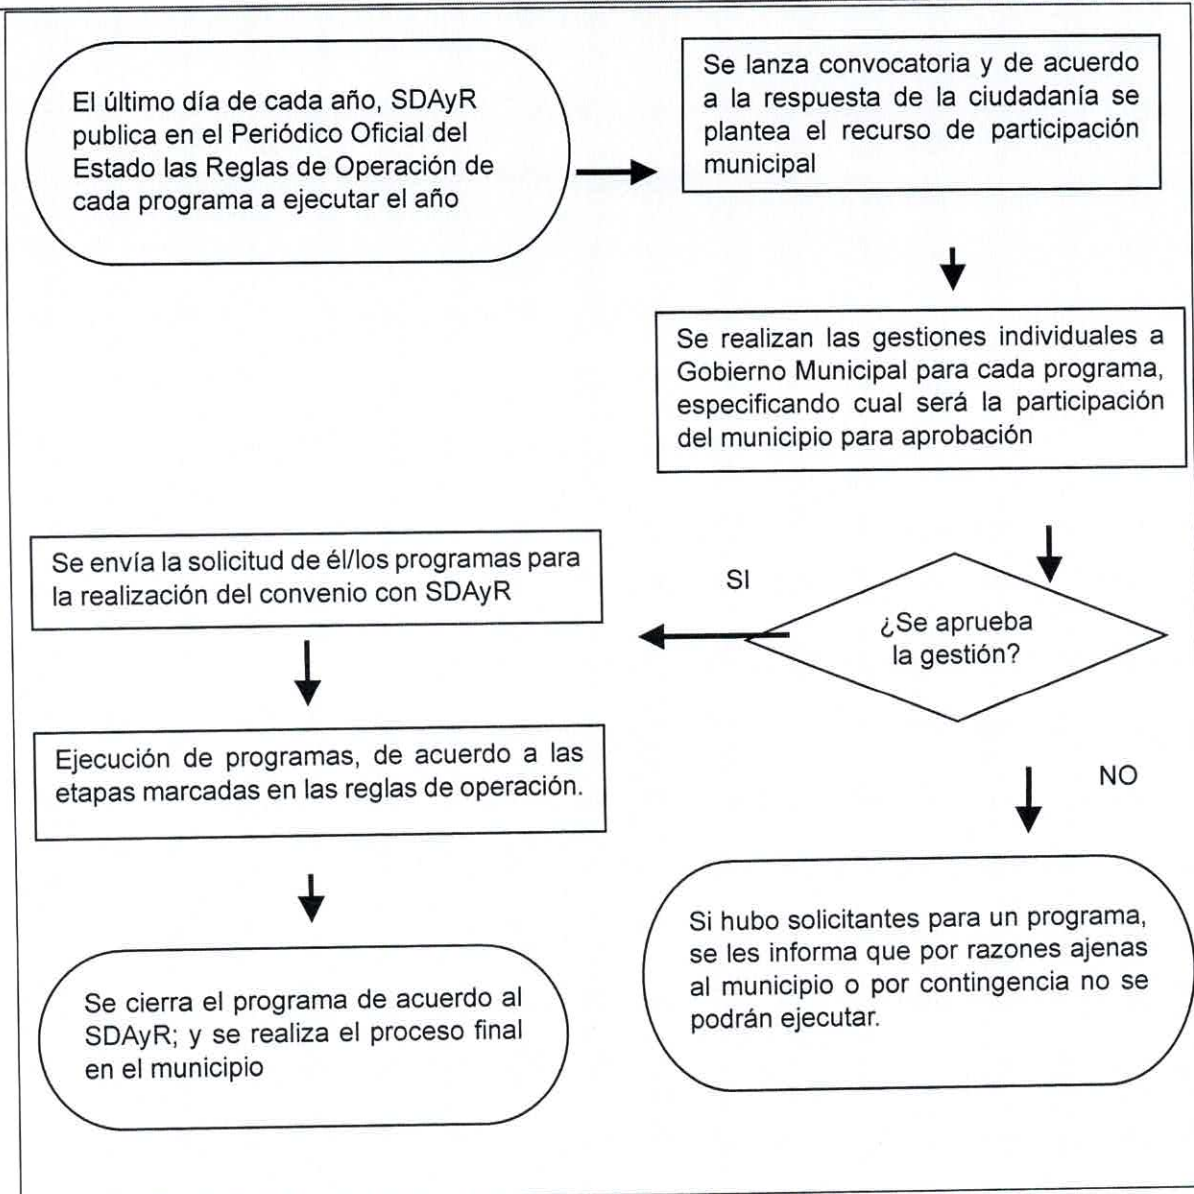 El último día de cada año, SDAyR
publica en el Periódico Oficial del
Estado las Reglas de Operación de
cada programa a ejecutar el año
Se lanza convocatoria y de acuerdo
a la respuesta de la ciudadanía se
plantea el recurso de participación
municipal
Se realizan las gestiones individuales a
Gobierno Municipal para cada programa,
especificando cual será la participación
del municipio para aprobación
¿Se aprueba
la gestión?
SI
Se envía la solicitud de él/los programas para
la realización del convenio con SDAyR
Ejecución de programas, de acuerdo a las
etapas marcadas en las reglas de operación.
Se cierra el programa de acuerdo al
SDAyR; y se realiza el proceso final
en el municipio
NO
Si hubo solicitantes para un programa,
se les informa que por razones ajenas
al municipio o por contingencia no se
podrán ejecutar.